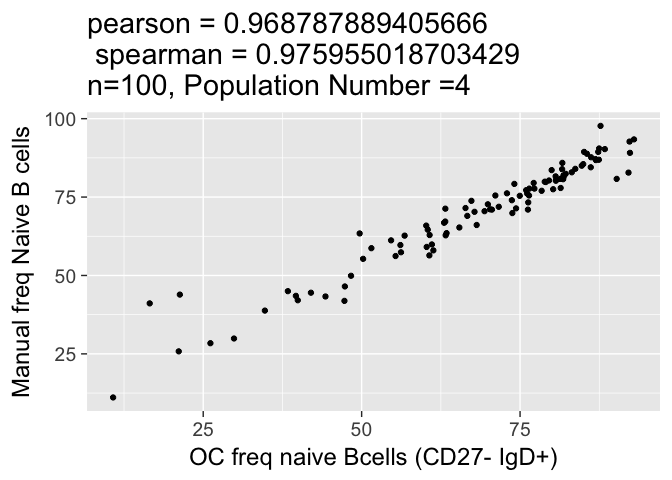 pearson = 0.968787889405666
spearman = 0.975955018703429
n=100, Population Number =4
Manual freq Naive B cells
100
75
50
25
25
50
75
OC freq naive Bcells (CD27- IgD+)